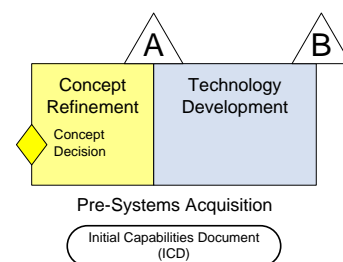 A
B
Concept
Refinement
Technology
Development
Concept
Decision
Pre-Systems Acquisition
Initial Capabilities Document
(ICD)